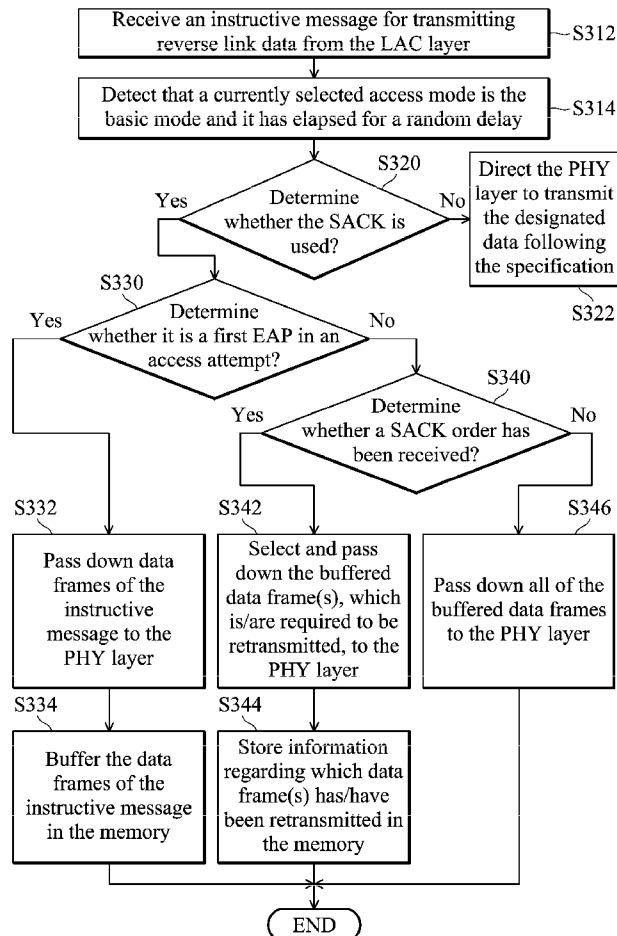 Receive an instructive message for transmitting
reverse link data from the LAC layer
S312
Detect that a currently selected access mode is the
basic mode and it has elapsed for a random delay
S314
S320
Yes
Determine
whether the SACK is
used?
No
Direct the PHY
layer to transmit
the designated
data following
the specification
S322
S330
Yes
Determine
whether it is a first EAP in an
access attempt?
No
S340
Yes
Determine
whether a SACK order has
been received?
No
S332
Pass down data
frames of the
instructive
message to the
PHY layer
S342
Select and pass
down the buffered
data frame(s), which
is/are required to be
retransmitted, to the
PHY layer
S346
Pass down all of the
buffered data frames
to the PHY layer
S334
Buffer the data
frames of the
instructive message
in the memory
S344
Store information
regarding which data
frame(s) has/have
been retransmitted in
the memory
END